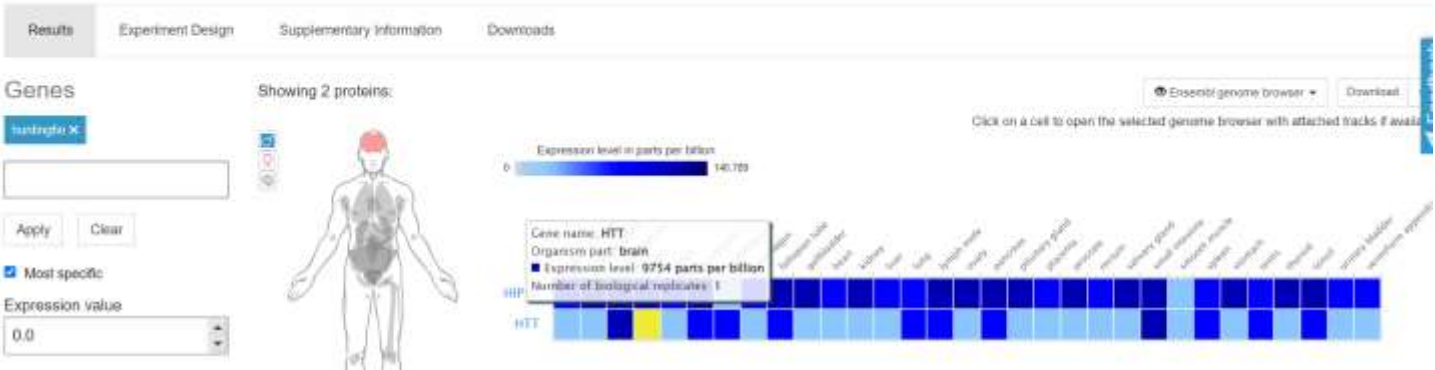 Results Experiment Design Supplementary Information Downloads
Genes
Showing 2 proteins:
Ensembl genome browser Download
Click on a cell to open the selected genome browser with attached tracks if
Expression level in parts per billion
0
Apply Clear
Gene name: HTT
Organism part: brain
Expression level: 9754 parts per billion
Number of biological replicates: 1
gallbladder heart kidney liver lung lymph node ovary pancreas pituitary gland placenta prostate rectum salivary gland small intestine smooth muscle spleen stomach testis thyroid tonsil urinary bladder vermiform
Most specific
HIP
HTT
Expression value
0.0